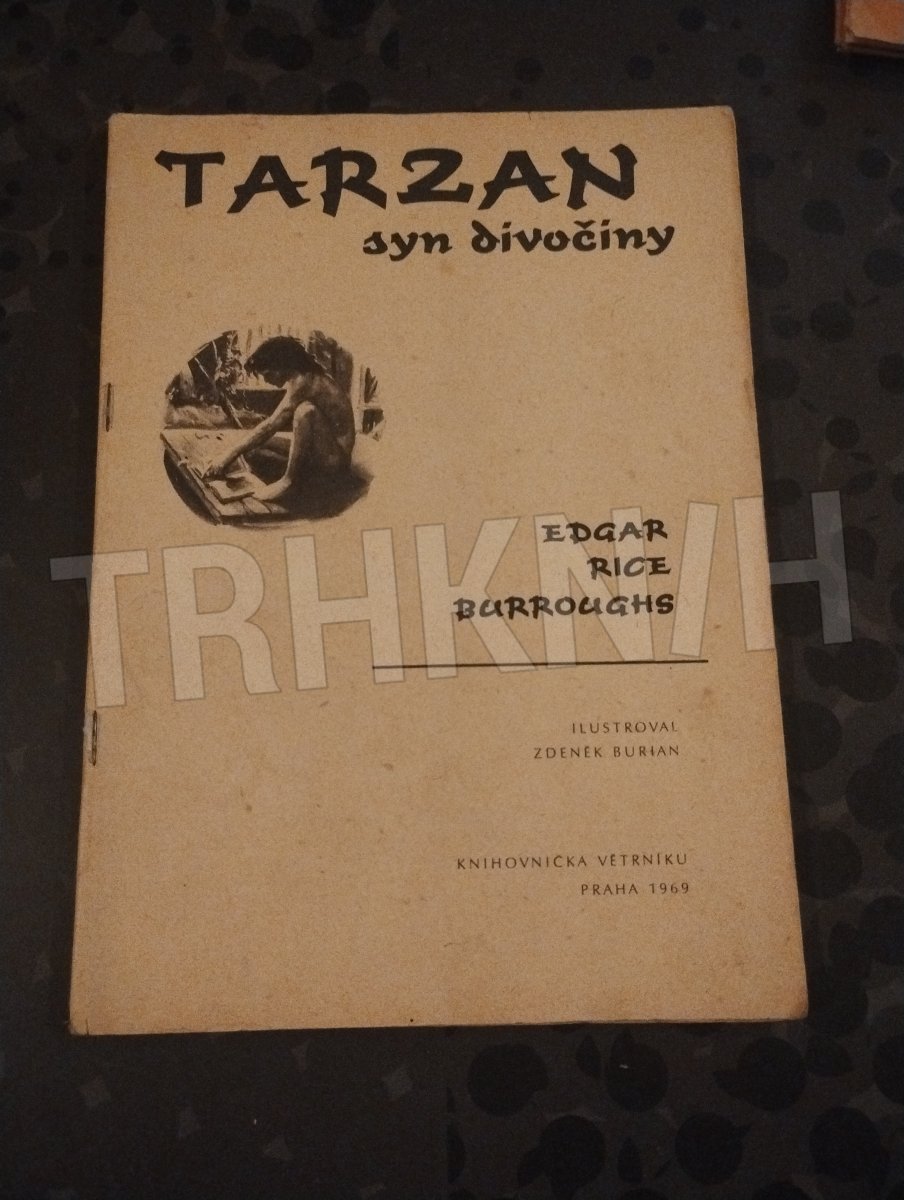 TARZAN
syn divočiny
EDGAR
RICE
BURROUGHS
TRHKNIH
ILUSTROVAL
ZDENĚK BURIAN
KNIHOVNIČKA VĚTRNÍKU
PRAHA 1969